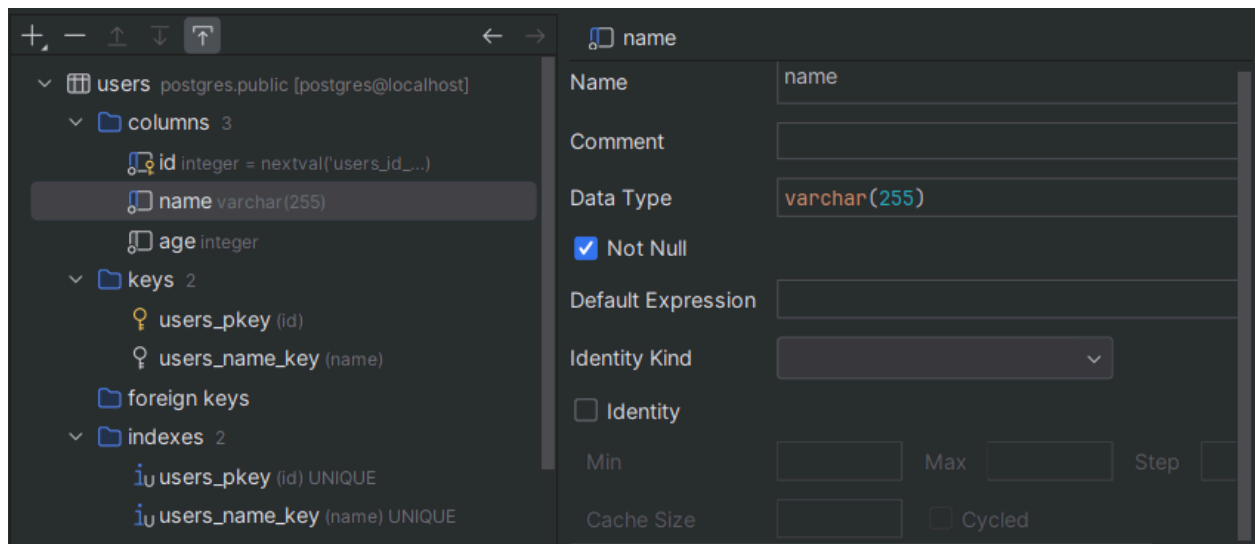 users postgres.public [postgres@localhost]
columns 3
id integer = nextval('users_id_...)
name varchar(255)
age integer
keys 2
users_pkey (id)
users_name_key (name)
foreign keys
indexes 2
users_pkey (id) UNIQUE
users_name_key (name) UNIQUE
name
Name name
Comment
Data Type varchar(255)
Not Null
Default Expression
Identity Kind
Identity
Min Max Step
Cache Size Cycled